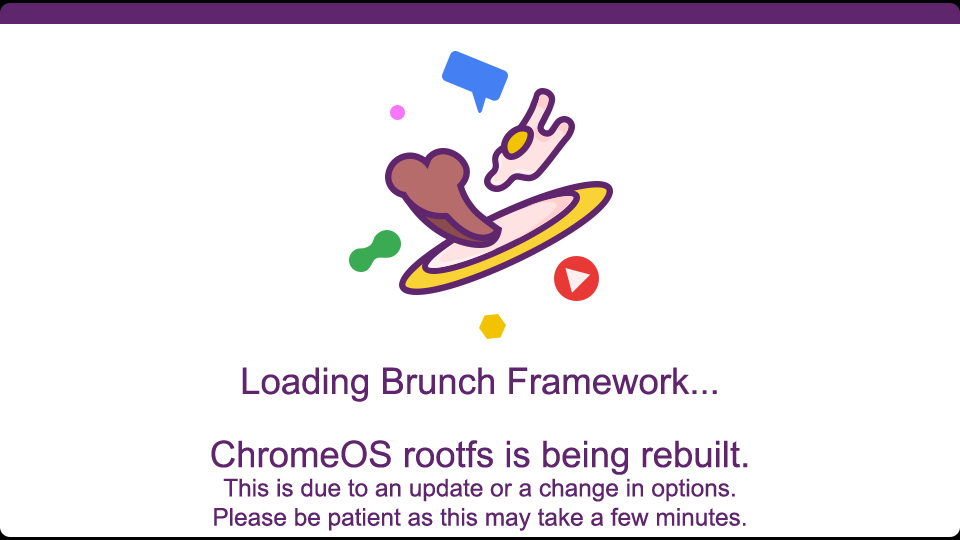 Loading Brunch Framework...
ChromeOS rootfs is being rebuilt.
This is due to an update or a change in options.
Please be patient as this may take a few minutes.